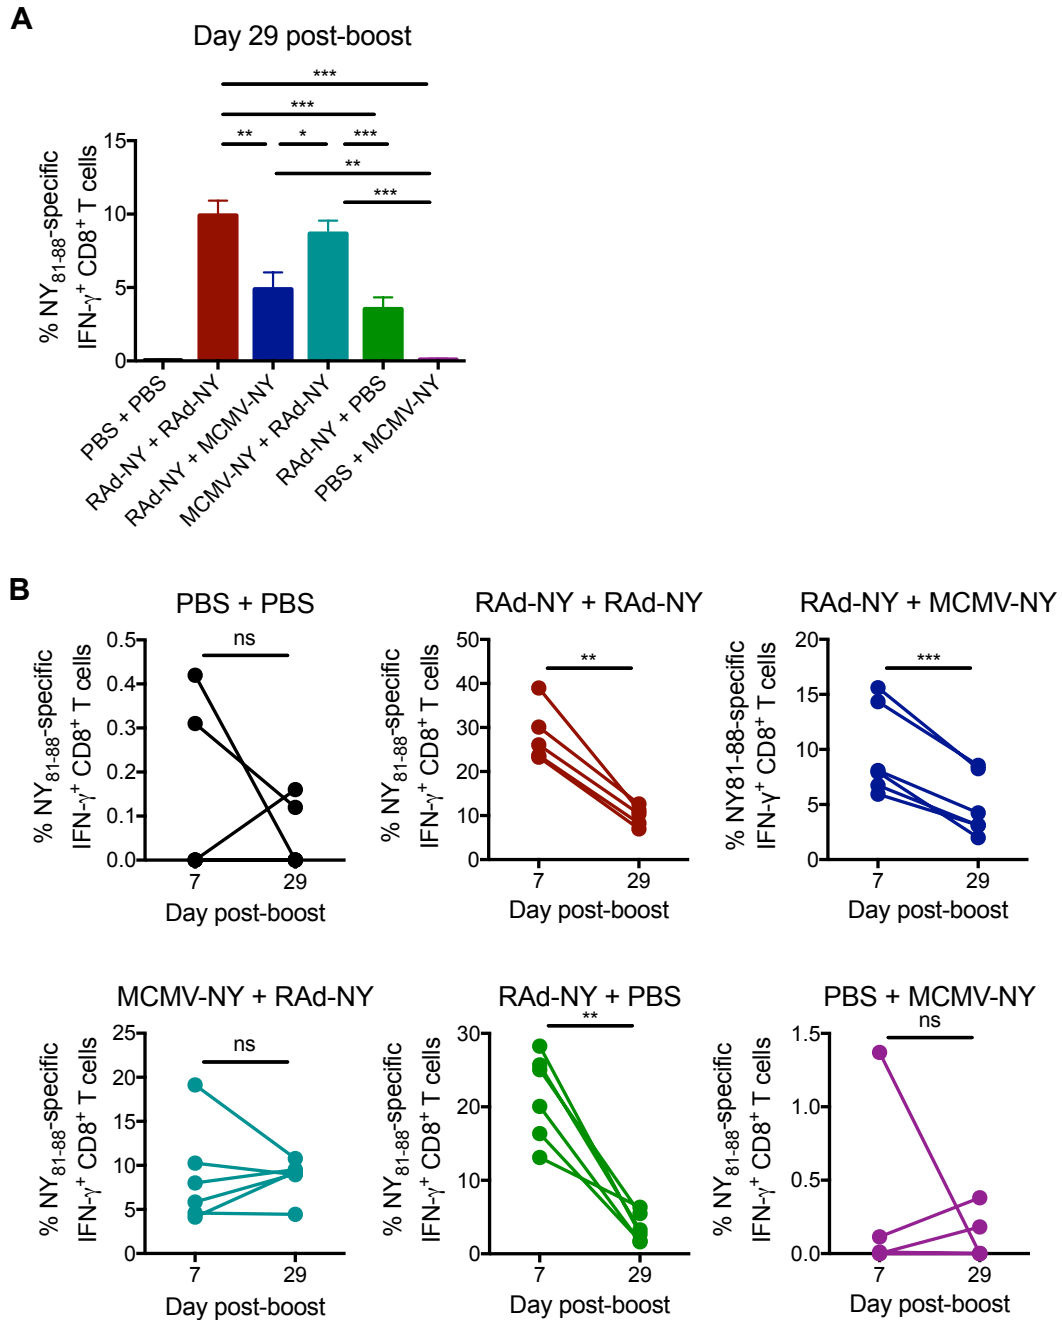 A
Day 29 post-boost
***
***
** * ***
**
***
% NY81-88-specific
IFN-γ+ CD8+ T cells
15
10
5
0
PBS + PBS
RAd-NY + RAd-NY
RAd-NY + MCMV-NY
MCMV-NY + RAd-NY
RAd-NY + PBS
PBS + MCMV-NY
B
PBS + PBS
ns
% NY81-88-specific
IFN-γ+ CD8+ T cells
0.5
0.4
0.3
0.2
0.1
0.0
7 29
Day post-boost
RAd-NY + RAd-NY
**
% NY81-88-specific
IFN-γ+ CD8+ T cells
50
40
30
20
10
0
7 29
Day post-boost
RAd-NY + MCMV-NY
***
% NY81-88-specific
IFN-γ+ CD8+ T cells
20
15
10
5
0
7 29
Day post-boost
MCMV-NY + RAd-NY
ns
% NY81-88-specific
IFN-γ+ CD8+ T cells
25
20
15
10
5
0
7 29
Day post-boost
RAd-NY + PBS
**
% NY81-88-specific
IFN-γ+ CD8+ T cells
30
20
10
0
7 29
Day post-boost
PBS + MCMV-NY
ns
% NY81-88-specific
IFN-γ+ CD8+ T cells
1.5
1.0
0.5
0.0
7 29
Day post-boost